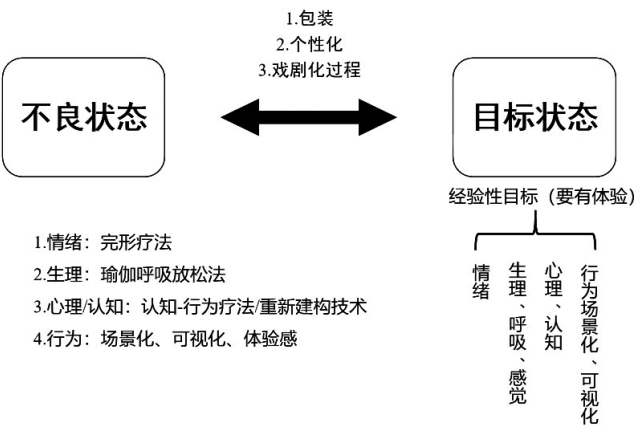 1.包装
2.个性化
3.戏剧化过程
不良状态
目标状态
经验性目标（要有体验）
1.情绪：完形疗法
2.生理：瑜伽呼吸放松法
3.心理/认知：认知-行为疗法/重新建构技术
4.行为：场景化、可视化、体验感
情绪
生理、呼吸、感觉
心理、认知
行为场景化、可视化